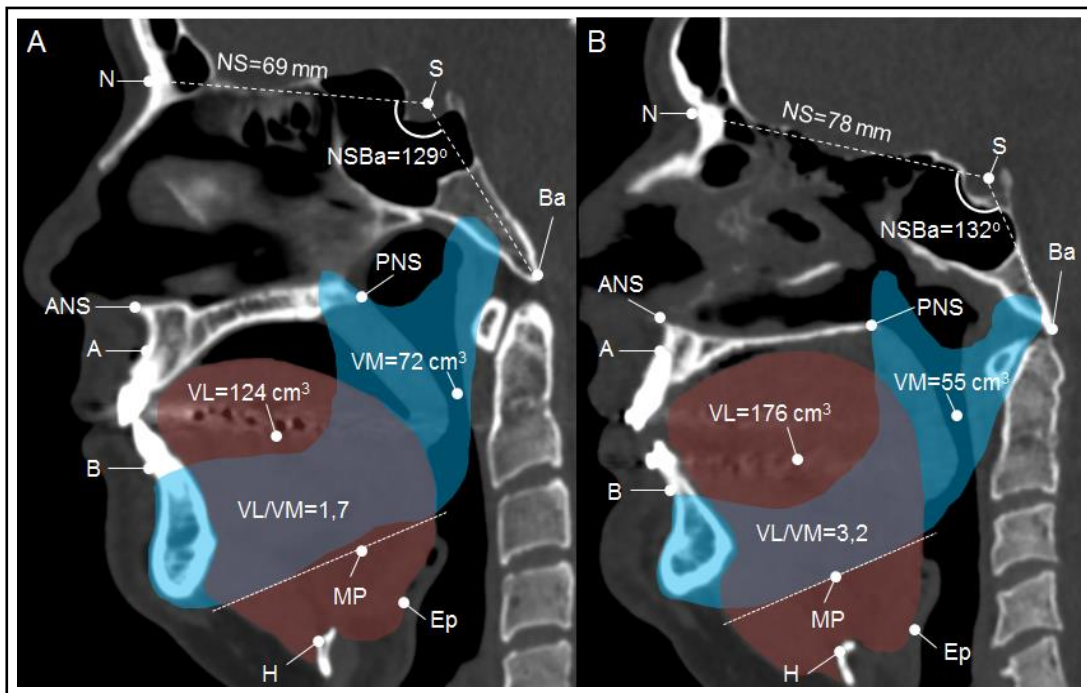 A
NS=69 mm
N
S
NSBa=129º
Ba
PNS
ANS
A
VM=72 cm³
VL=124 cm³
B
VL/VM=1,7
MP
Ep
H
B
NS=78 mm
N
S
NSBa=132º
Ba
ANS
PNS
A
VM=55 cm³
VL=176 cm³
B
VL/VM=3,2
MP
Ep
H